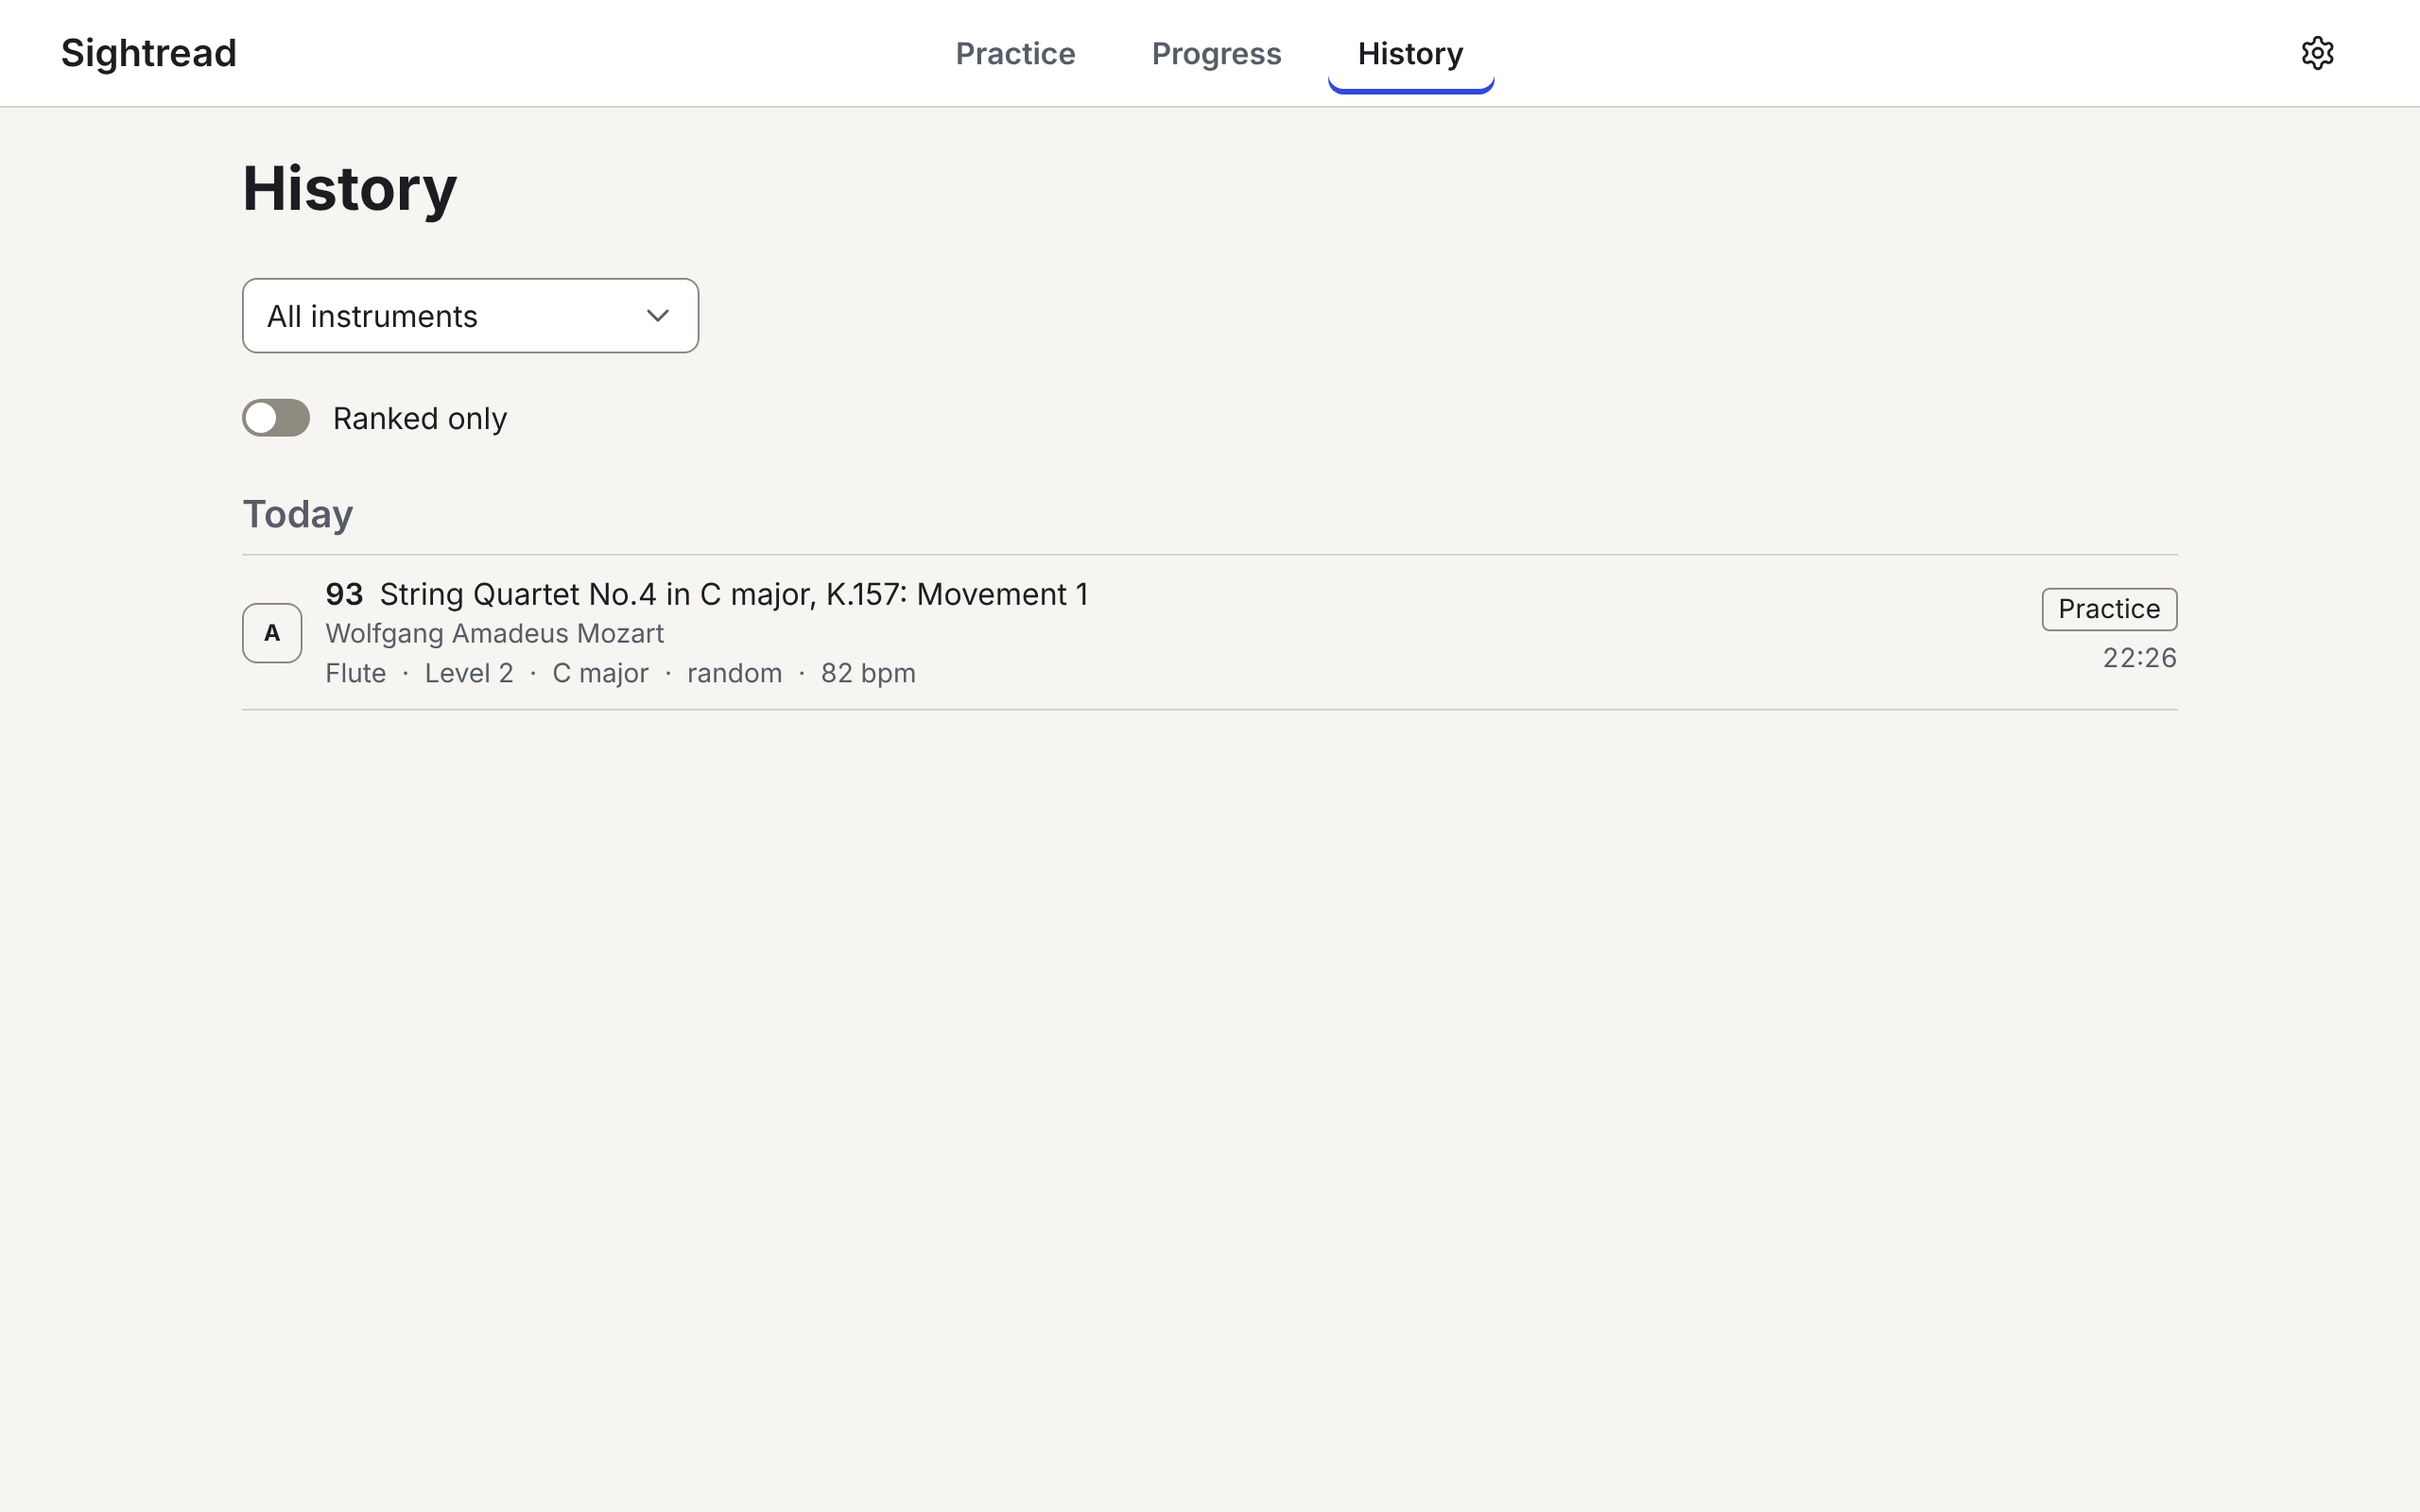 Sightread
Practice
Progress
History
History
All instruments
Ranked only
Today
A
93 String Quartet No.4 in C major, K.157: Movement 1
Wolfgang Amadeus Mozart
Flute · Level 2 · C major · random · 82 bpm
Practice
22:26